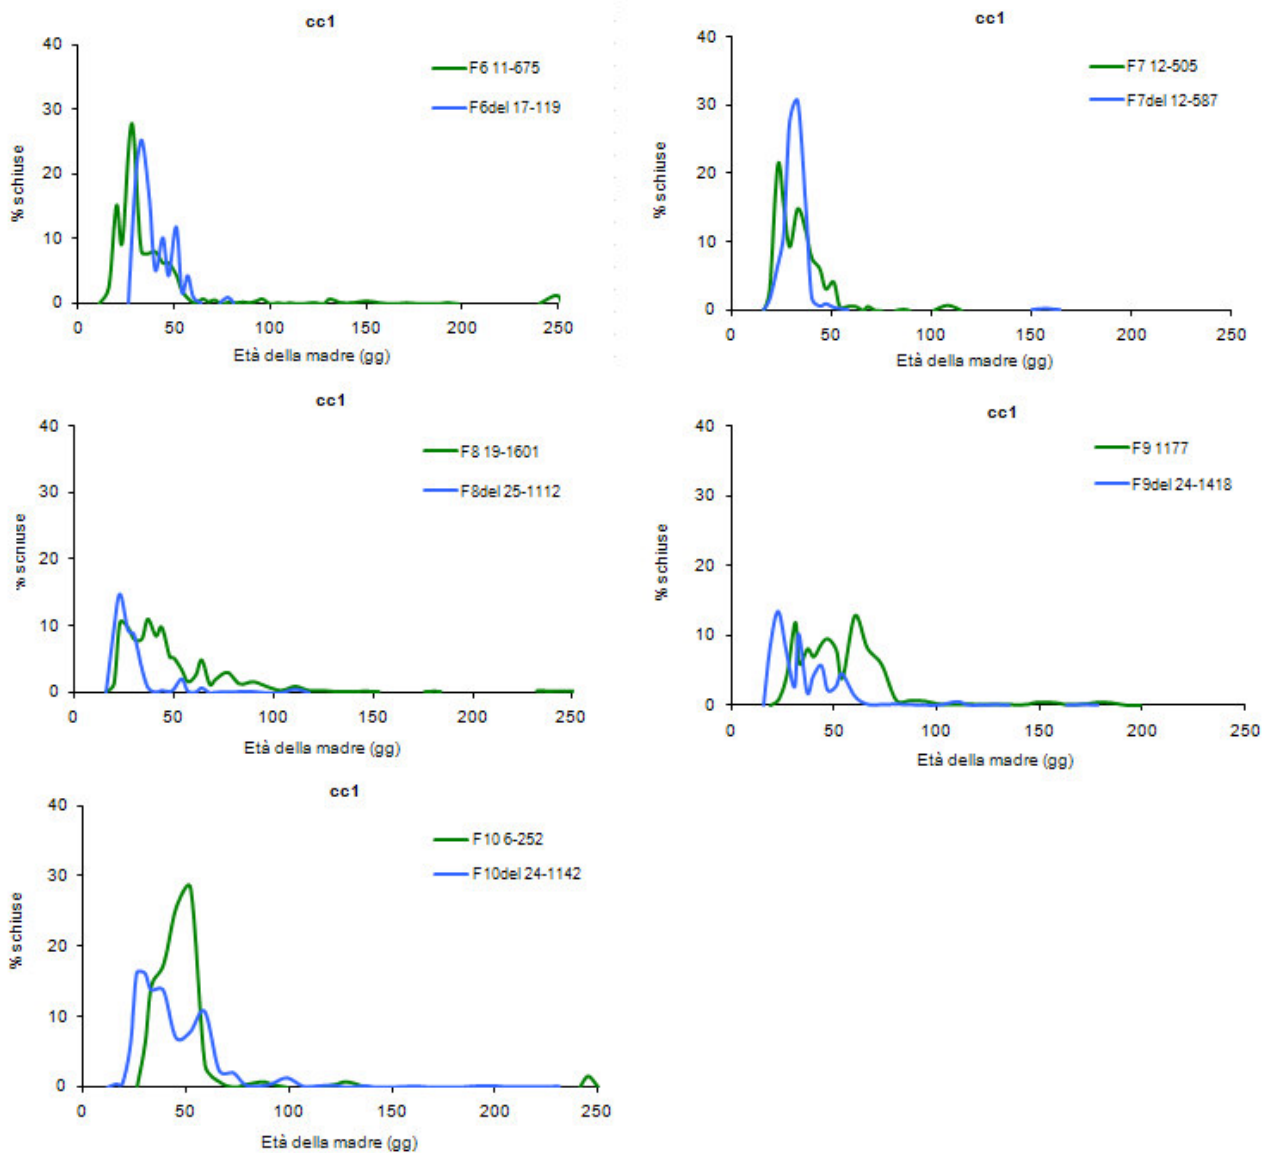 cc1
40
30
20
10
0
0 50 100 150 200 250
% schiuse
Età della madre (gg)
F6 11-675
F6del 17-119
cc1
40
30
20
10
0
0 50 100 150 200 250
% schiuse
Età della madre (gg)
F7 12-505
F7del 12-587
cc1
40
30
20
10
0
0 50 100 150 200 250
% schiuse
Età della madre (gg)
F8 19-1601
F8del 25-1112
cc1
40
30
20
10
0
0 50 100 150 200 250
% schiuse
Età della madre (gg)
F9 1177
F9del 24-1418
cc1
40
30
20
10
0
0 50 100 150 200 250
% schiuse
Età della madre (gg)
F10 6-252
F10del 24-1142